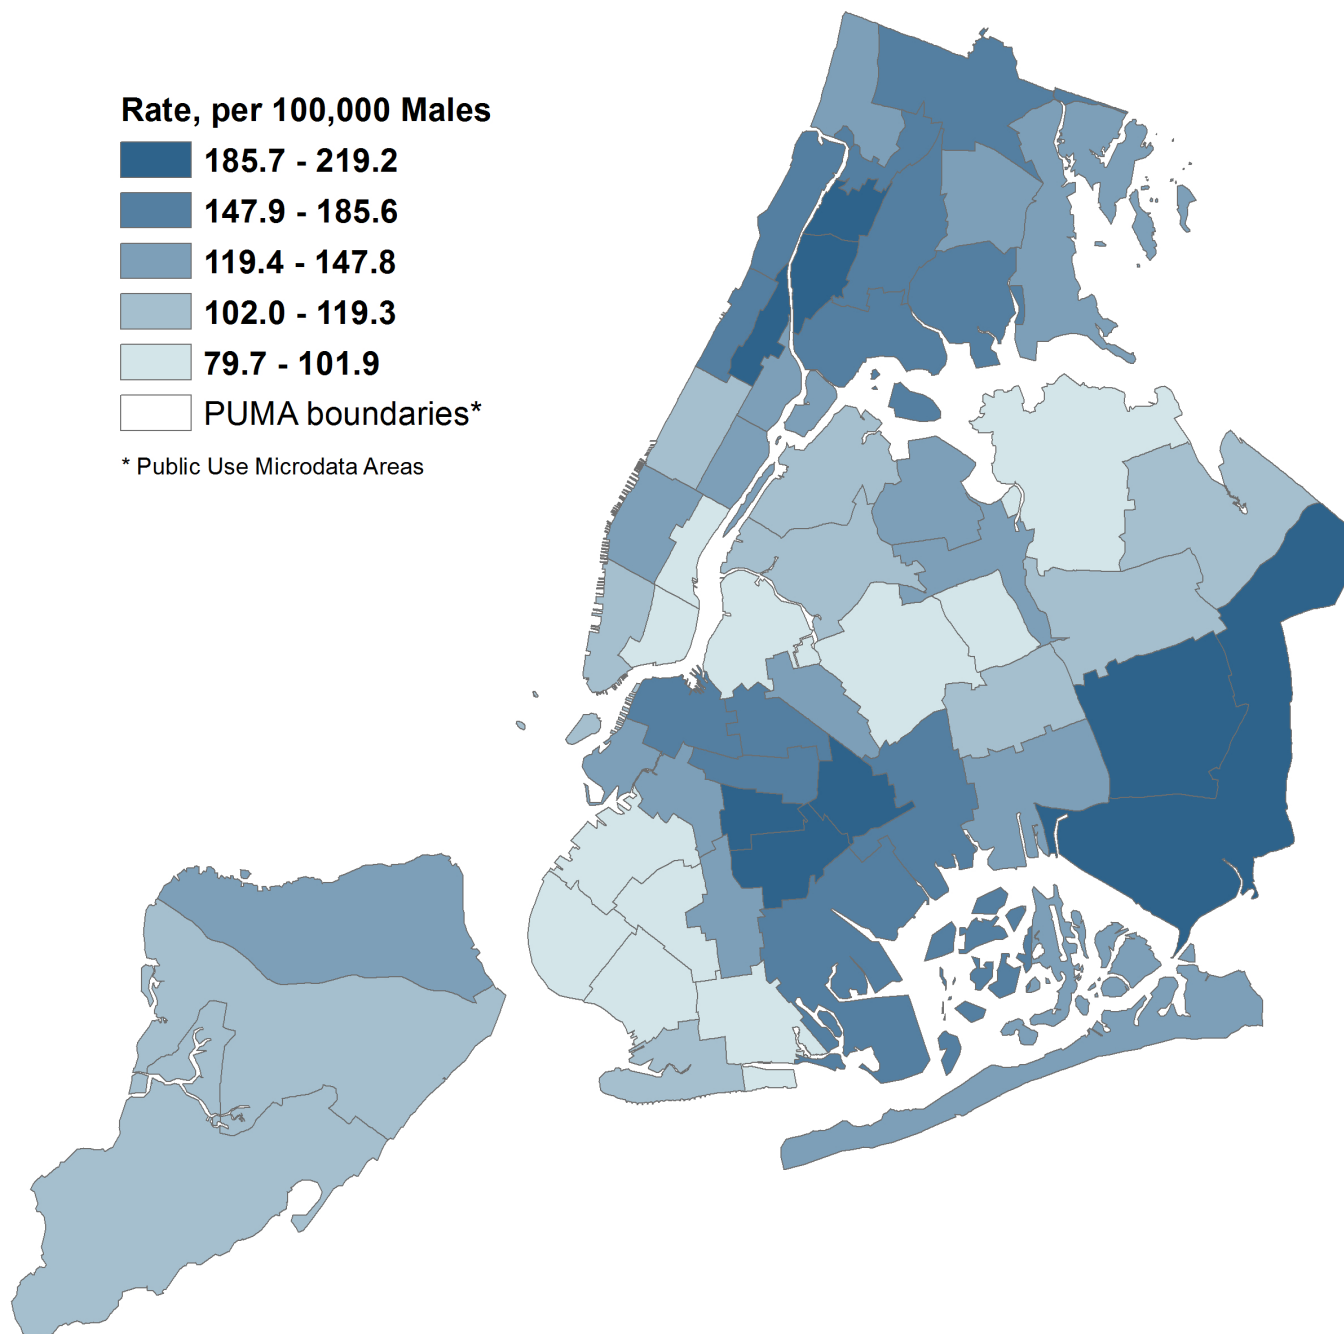 Rate, per 100,000 Males
185.7 - 219.2
147.9 - 185.6
119.4 - 147.8
102.0 - 119.3
79.7 - 101.9
PUMA boundaries*
* Public Use Microdata Areas